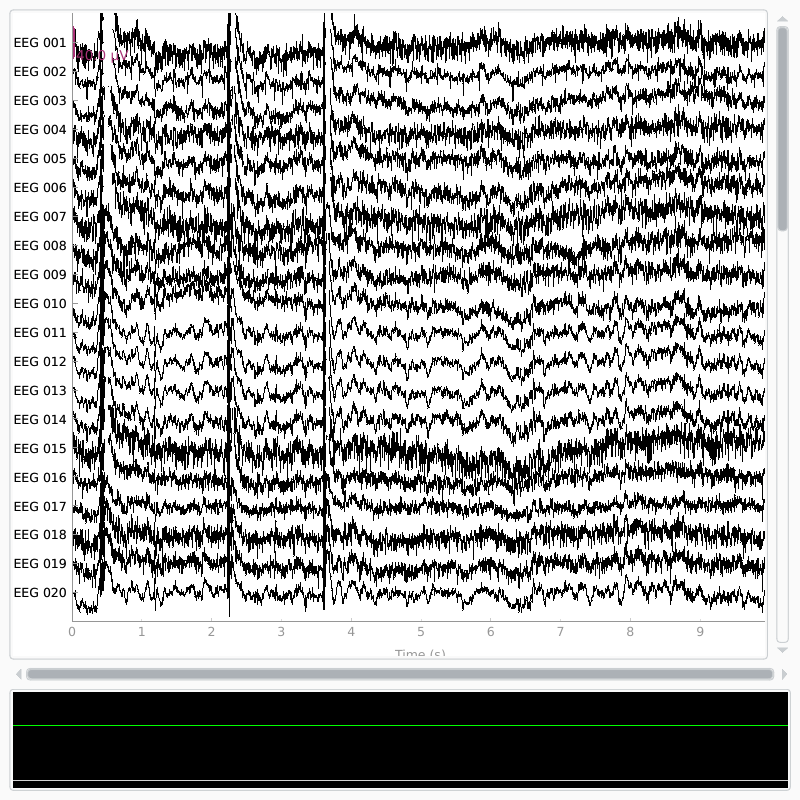 EEG 001
EEG 002
EEG 003
EEG 004
EEG 005
EEG 006
EEG 007
EEG 008
EEG 009
EEG 010
EEG 011
EEG 012
EEG 013
EEG 014
EEG 015
EEG 016
EEG 017
EEG 018
EEG 019
EEG 020
0 1 2 3 4 5 6 7 8 9
Time (s)